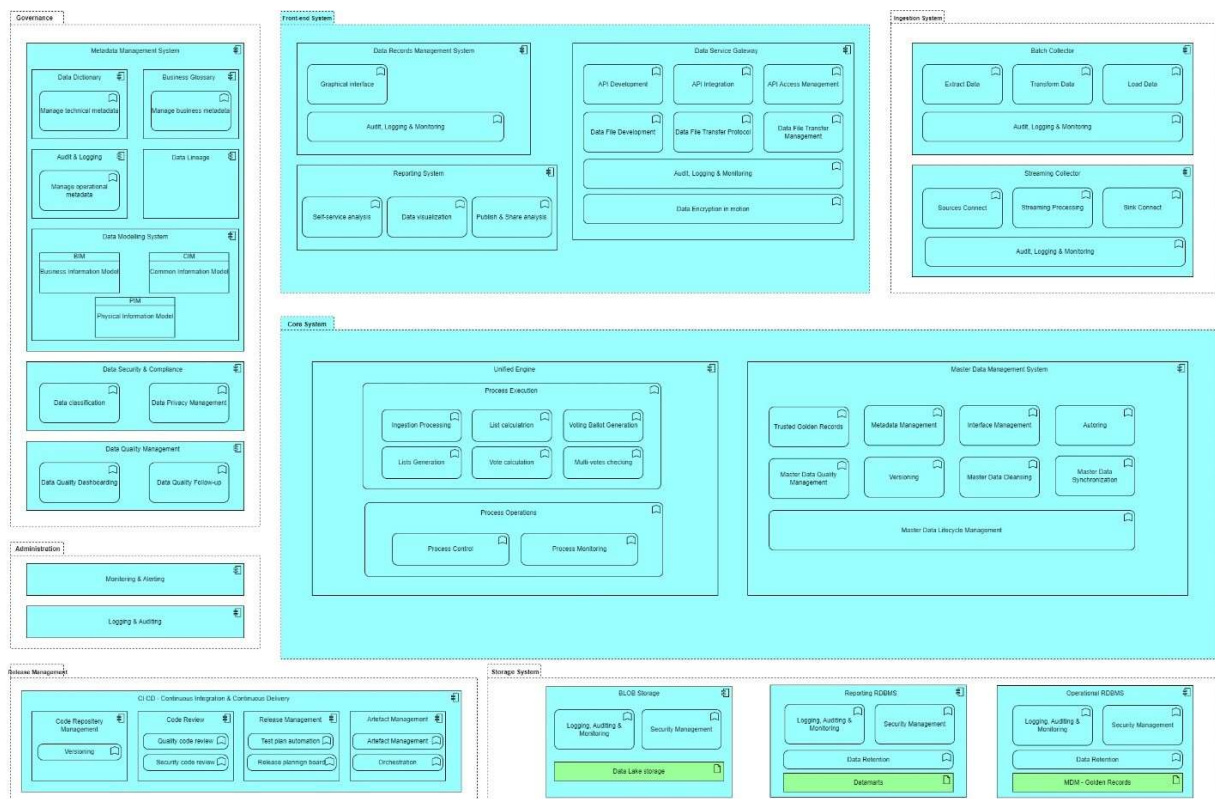 Governance
Metadata Management System
Data Dictionary
Manage technical metadata
Business Glossary
Manage business metadata
Audit & Logging
Manage operational
metadata
Data Lineage
Data Modelling System
BIM
Business Information Model
CIM
Common Information Model
PIM
Physical Information Model
Data Security & Compliance
Data classification
Data Privacy Management
Data Quality Management
Data Quality Dashboarding
Data Quality Follow-up
Administration
Monitoring & Alerting
Logging & Auditing
Front-end System
Data Records Management System
Graphical interface
Audit, Logging & Monitoring
Reporting System
Self-service analysis
Data visualization
Publish & Share analysis
Data Service Gateway
API Development
API Integration
API Access Management
Data File Development
Data File Transfer Protocol
Data File Transfer
Management
Audit, Logging & Monitoring
Data Encryption in motion
Ingestion System
Batch Collector
Extract Data
Transform Data
Load Data
Audit, Logging & Monitoring
Streaming Collector
Sources Connect
Streaming Processing
Sink Connect
Audit, Logging & Monitoring
Core System
Unified Engine
Process Execution
Ingestion Processing
List calculatrion
Voting Ballot Generation
Lists Generation
Vote calculation
Multi votes checking
Process Operations
Process Control
Process Monitoring
Master Data Management System
Trusted Golden Records
Metadata Management
Interface Management
Autoring
Master Data Quality
Management
Versioning
Master Data Cleansing
Master Data
Synchronization
Master Data Lifecycle Management
Release Management
CI CD - Continuous Integration & Continuous Delivery
Code Repository
Management
Versioning
Code Review
Quality code review
Security code review
Release Management
Test plan automation
Release plannign board
Artefact Management
Artefact Management
Orchestration
Storage System
BLOB Storage
Logging, Auditing &
Monitoring
Security Management
Data Lake storage
Reporting RDBMS
Logging, Auditing &
Monitoring
Security Management
Data Retention
Datamarts
Operational RDBMS
Logging, Auditing &
Monitoring
Security Management
Data Retention
MDM - Golden Records